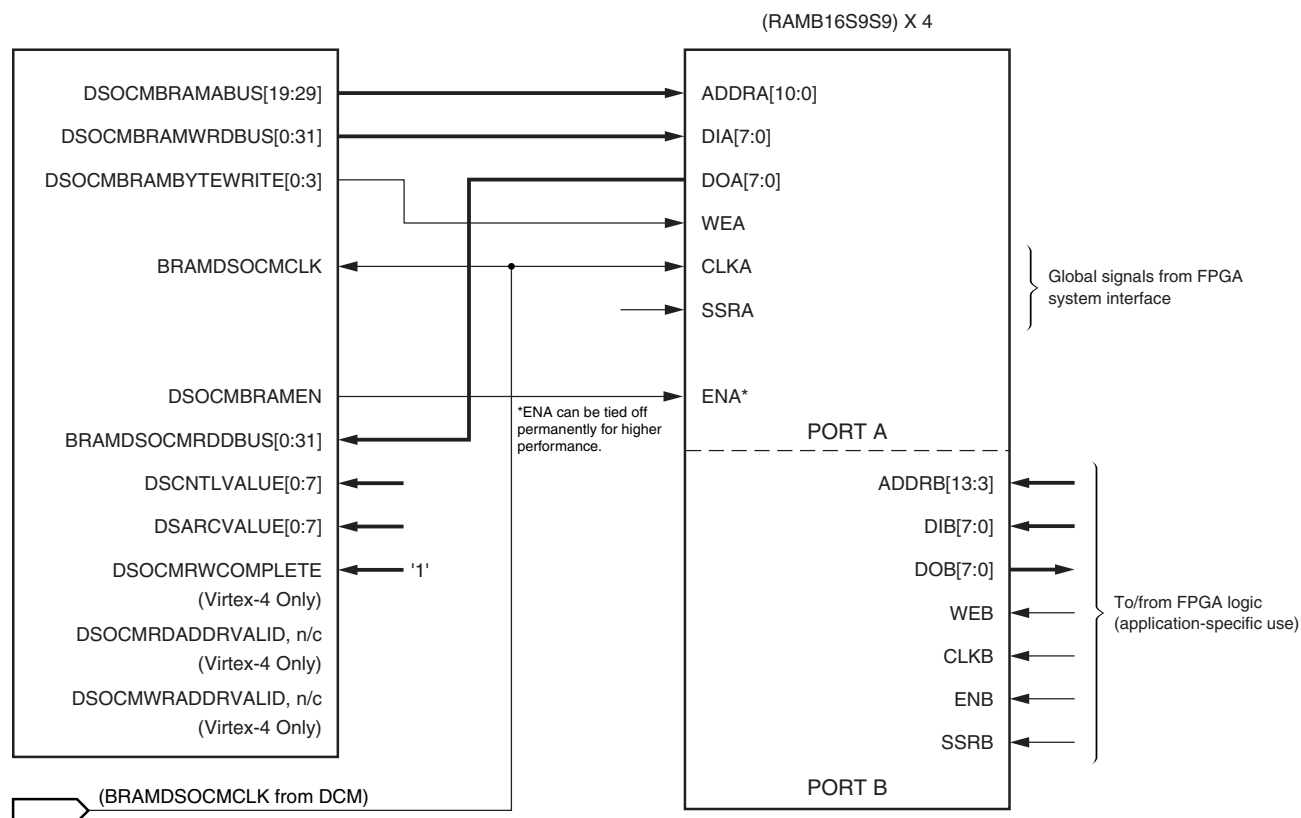 (RAMB16S9S9) X 4
DSOCMBRAMABUS[19:29]
DSOCMBRAMWRDBUS[0:31]
DSOCMBRAMBYTEWRITE[0:3]
BRAMDSOCMCLK
DSOCMBRAMEN
BRAMDSOCMRDDBUS[0:31]
DSCNTLVALUE[0:7]
DSARCVALUE[0:7]
DSOCMRWCOMPLETE
(Virtex-4 Only)
DSOCMRDADDRVALID, n/c
(Virtex-4 Only)
DSOCMWRADDRVALID, n/c
(Virtex-4 Only)
'1'
(BRAMDSOCMCLK from DCM)
*ENA can be tied off
permanently for higher
performance.
ADDRA[10:0]
DIA[7:0]
DOA[7:0]
WEA
CLKA
SSRA
ENA*
PORT A
ADDRB[13:3]
DIB[7:0]
DOB[7:0]
WEB
CLKB
ENB
SSRB
PORT B
Global signals from FPGA
system interface
To/from FPGA logic
(application-specific use)